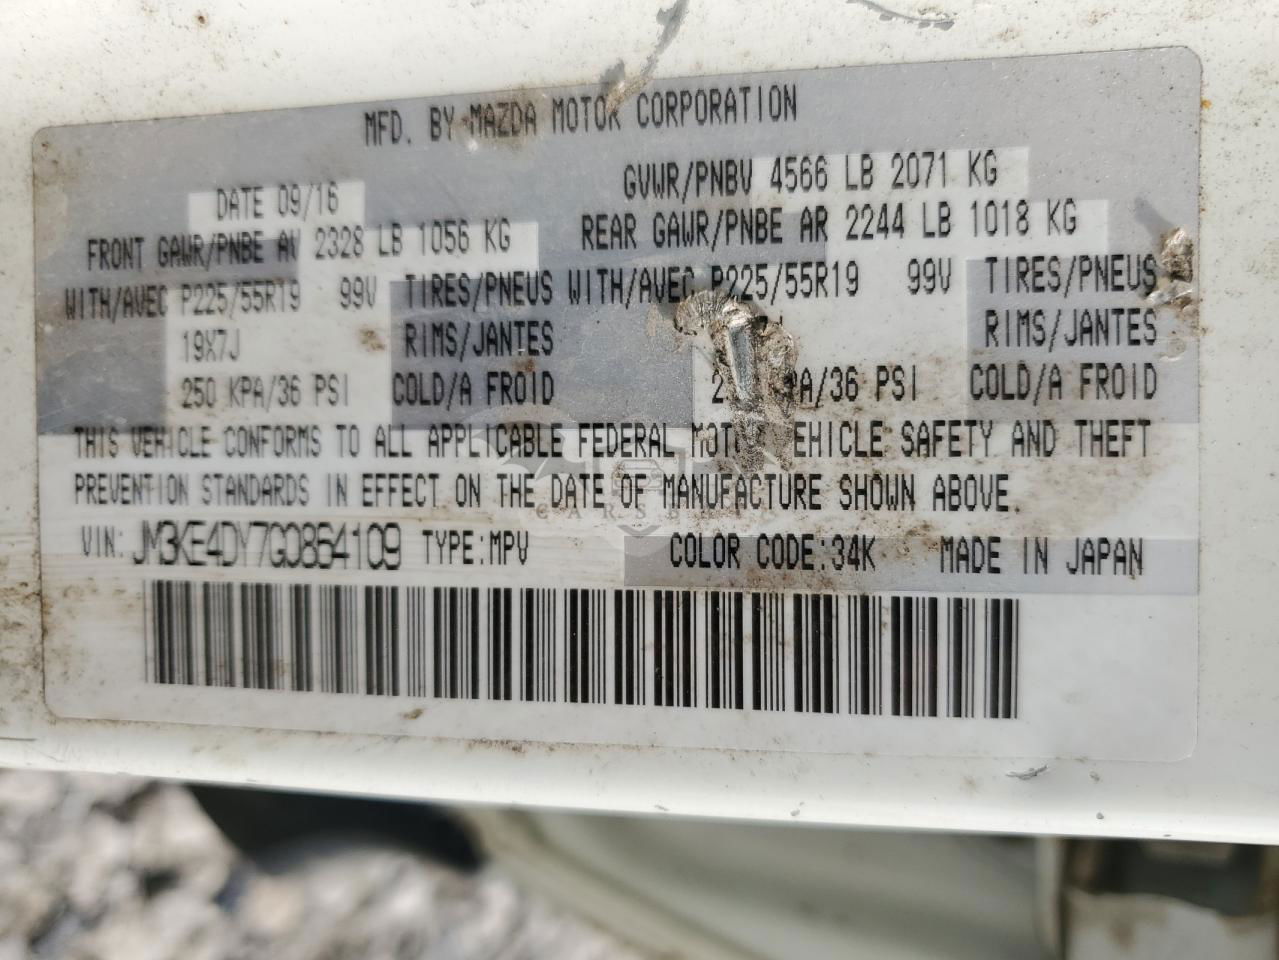 MFD. BY MAZDA MOTOR CORPORATION
DATE 09/16 GVWR/PNBV 4566 LB 2071 KG
FRONT GAWR/PNBE AV 2328 LB 1056 KG REAR GAWR/PNBE AR 2244 LB 1018 KG
WITH/AVEC P225/55R19 99V TIRES/PNEUS WITH/AVEC P225/55R19 99V TIRES/PNEUS
19X7J RIMS/JANTES RIMS/JANTES
250 KPA/36 PSI COLD/A FROID /36 PSI COLD/A FROID
THIS VEHICLE CONFORMS TO ALL APPLICABLE FEDERAL MOTOR VEHICLE SAFETY AND THEFT
PREVENTION STANDARDS IN EFFECT ON THE DATE OF MANUFACTURE SHOWN ABOVE.
CARS
VIN: JM3KE4DY7G0864109 TYPE:MPV COLOR CODE:34K MADE IN JAPAN